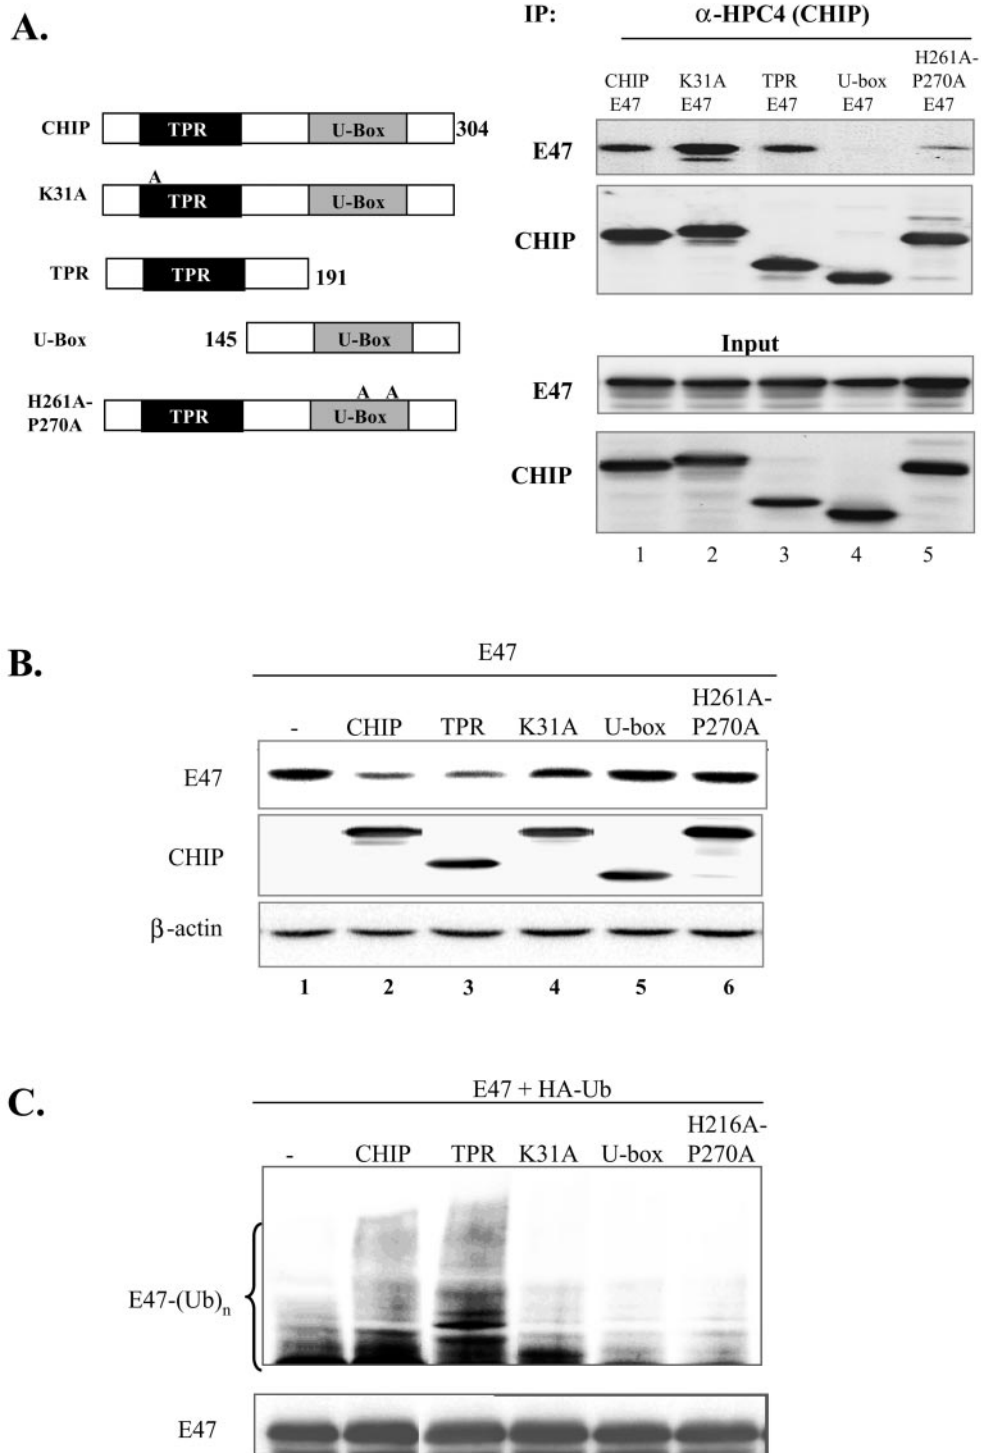 A.
CHIP TPR U-Box 304
A
K31A TPR U-Box
TPR TPR 191
U-Box 145 U-Box
A A
H261A-
P270A TPR U-Box
IP: α-HPC4 (CHIP)
H261A-
CHIP K31A TPR U-box P270A
E47 E47 E47 E47 E47
E47
CHIP
Input
E47
CHIP
1 2 3 4 5
B.
E47
H261A-
- CHIP TPR K31A U-box P270A
E47
CHIP
β-actin
1 2 3 4 5 6
C.
E47 + HA-Ub
H216A-
- CHIP TPR K31A U-box P270A
E47-(Ub)n
E47